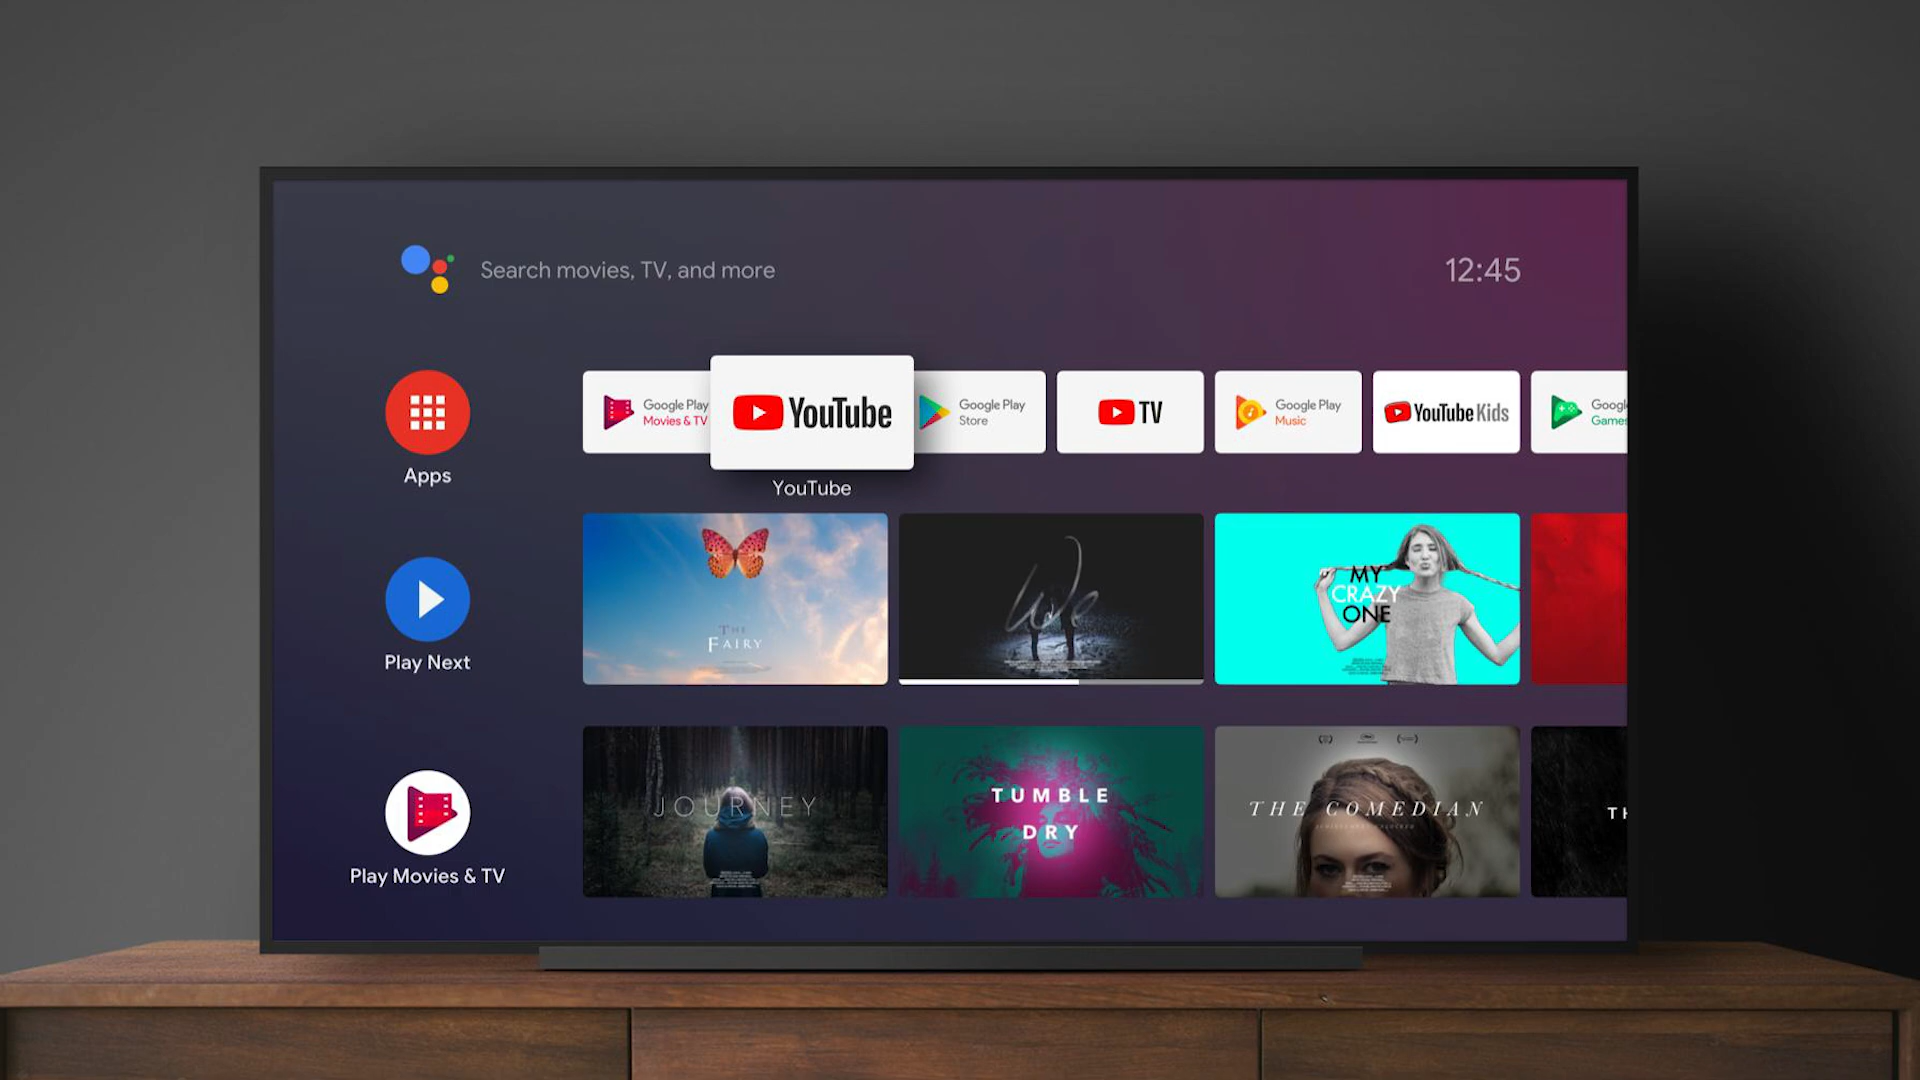 Search movies, TV, and more
12:45
Google Play
Movies & TV
YouTube
Google Play
Store
TV
Google Play
Music
YouTube Kids
Apps
YouTube
THE
FAIRY
We
MY
CRAZY
ONE
Play Next
JOURNEY
TUMBLE
DRY
THE COMEDIAN
Play Movies & TV